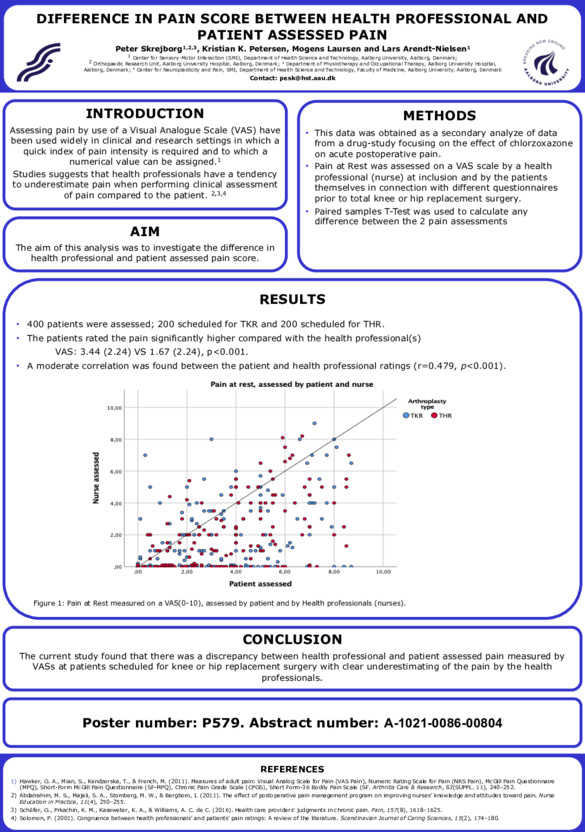 DIFFERENCE IN PAIN SCORE BETWEEN HEALTH PROFESSIONAL AND
PATIENT ASSESSED PAIN
Peter Skrejborg1,2,3, Kristian K. Petersen, Mogens Laursen and Lars Arendt-Nielsen1
1 Center for Sensory-Motor Interaction (SMI), Department of Health Science and Technology, Aalborg University, Aalborg, Denmark;
2 Orthopaedic Research Unit, Aalborg University Hospital, Aalborg, Denmark; 3 Department of Physiotherapy and Occupational Therapy, Aalborg University Hospital,
Aalborg, Denmark; 4 Center for Neuroplasticity and Pain, SMI, Department of Health Science and Technology, Faculty of Medicine, Aalborg University, Aalborg, Denmark
Contact: pesk@hst.aau.dk
BREAKING NEW GROUND
AALBORG UNIVERSITY
INTRODUCTION
Assessing pain by use of a Visual Analogue Scale (VAS) have
been used widely in clinical and research settings in which a
quick index of pain intensity is required and to which a
numerical value can be assigned.1
Studies suggests that health professionals have a tendency
to underestimate pain when performing clinical assessment
of pain compared to the patient. 2,3,4
AIM
The aim of this analysis was to investigate the difference in
health professional and patient assessed pain score.
METHODS
• This data was obtained as a secondary analyze of data
from a drug-study focusing on the effect of chlorzoxazone
on acute postoperative pain.
• Pain at Rest was assessed on a VAS scale by a health
professional (nurse) at inclusion and by the patients
themselves in connection with different questionnaires
prior to total knee or hip replacement surgery.
• Paired samples T-Test was used to calculate any
difference between the 2 pain assessments
RESULTS
• 400 patients were assessed; 200 scheduled for TKR and 200 scheduled for THR.
• The patients rated the pain significantly higher compared with the health professional(s)
VAS: 3.44 (2.24) VS 1.67 (2.24), p<0.001.
• A moderate correlation was found between the patient and health professional ratings (r=0.479, p<0.001).
Pain at rest, assessed by patient and nurse
Arthroplasty
type
TKR THR
Nurse assessed
10,00
8,00
6,00
4,00
2,00
,00
,00 2,00 4,00 6,00 8,00 10,00
Patient assessed
Figure 1: Pain at Rest measured on a VAS(0-10), assessed by patient and by Health professionals (nurses).
CONCLUSION
The current study found that there was a discrepancy between health professional and patient assessed pain measured by
VASs at patients scheduled for knee or hip replacement surgery with clear underestimating of the pain by the health
professionals.
Poster number: P579. Abstract number: A-1021-0086-00804
REFERENCES
1) Hawker, G. A., Mian, S., Kendzerska, T., & French, M. (2011). Measures of adult pain: Visual Analog Scale for Pain (VAS Pain), Numeric Rating Scale for Pain (NRS Pain), McGill Pain Questionnaire
(MPQ), Short-Form McGill Pain Questionnaire (SF-MPQ), Chronic Pain Grade Scale (CPGS), Short Form-36 Bodily Pain Scale (SF. Arthritis Care & Research, 63(SUPPL. 11), 240–252.
2) Abdalrahim, M. S., Majali, S. A., Stomberg, M. W., & Bergbom, I. (2011). The effect of postoperative pain management program on improving nurses' knowledge and attitudes toward pain. Nurse
Education in Practice, 11(4), 250–255.
3) Schäfer, G., Prkachin, K. M., Kaseweter, K. A., & Williams, A. C. de C. (2016). Health care providers' judgments in chronic pain. Pain, 157(8), 1618–1625.
4) Solomon, P. (2001). Congruence between health professionals' and patients' pain ratings: A review of the literature. Scandinavian Journal of Caring Sciences, 15(2), 174–180.